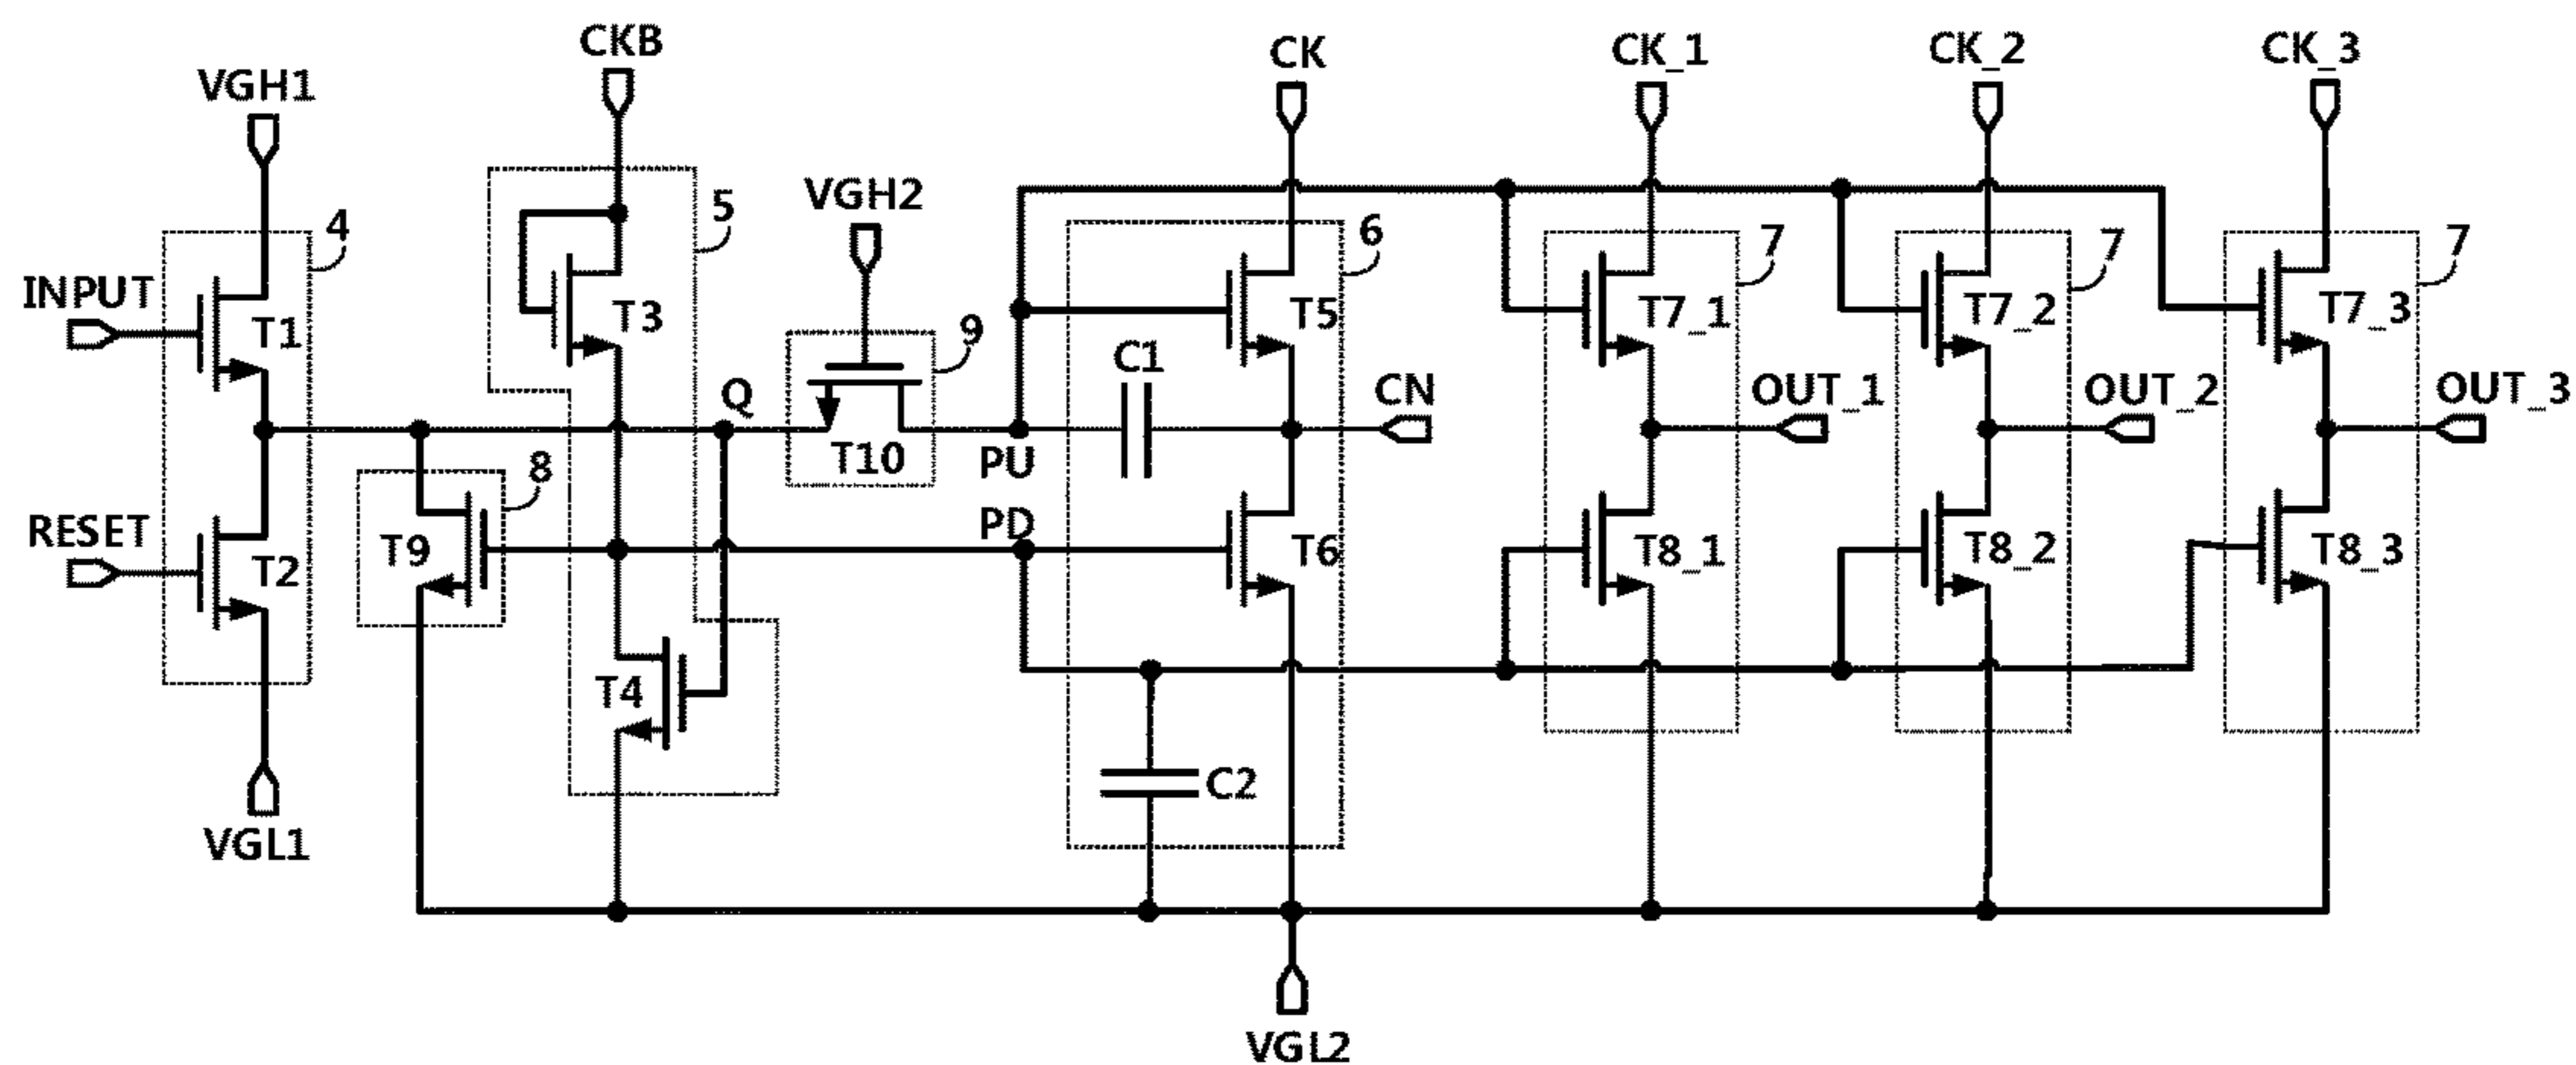 CKB
CK
CK_1
CK_2
CK_3
VGH1
VGH2
5
4
6
7
7
7
INPUT
T1
T3
T5
T7_1
T7_2
T7_3
9
C1
Q
CN
OUT_1
OUT_2
OUT_3
T10
PU
8
RESET
T2
T9
PD
T6
T8_1
T8_2
T8_3
T4
C2
VGL1
VGL2